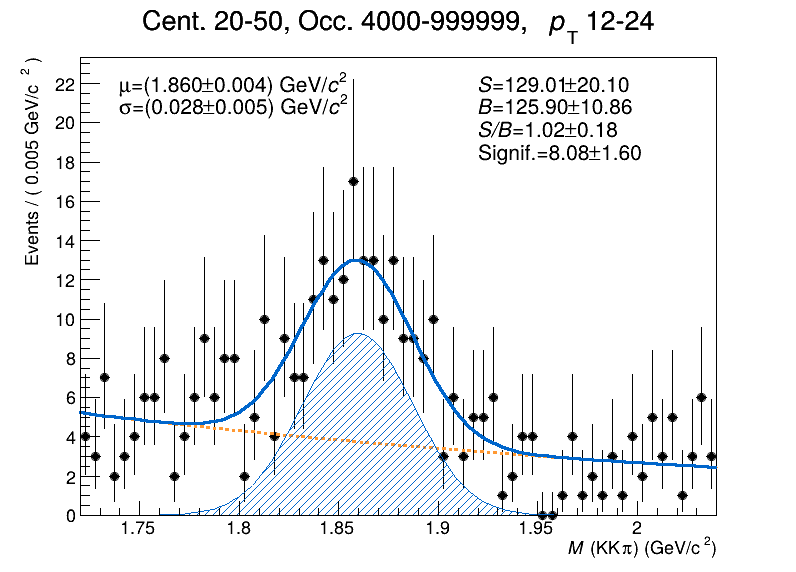 Cent. 20-50, Occ. 4000-999999, pT 12-24
μ=(1.860±0.004) GeV/c²
σ=(0.028±0.005) GeV/c²
S=129.01±20.10
B=125.90±10.86
S/B=1.02±0.18
Signif.=8.08±1.60
Events / ( 0.005 GeV/c ² )
22
20
18
16
14
12
10
8
6
4
2
0
1.75 1.8 1.85 1.9 1.95 2
M (KKπ) (GeV/c²)